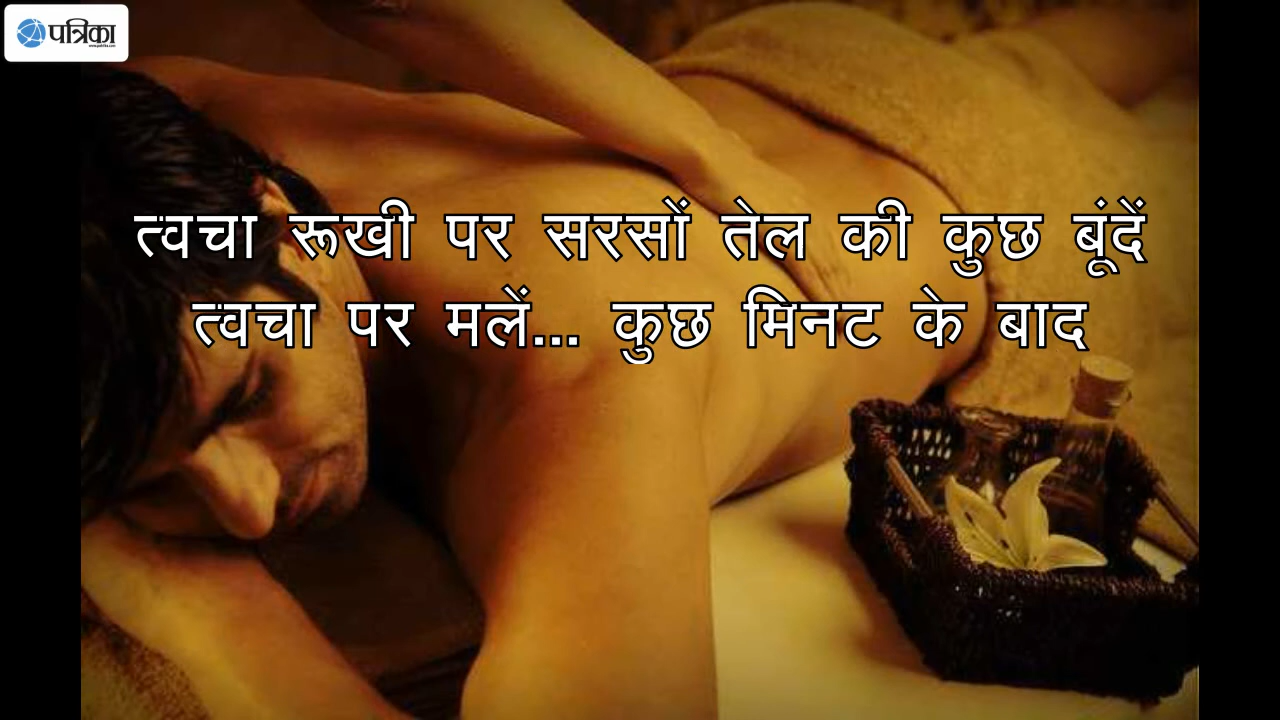 पत्रिका
त्वचा रूखी पर सरसों तेल की कुछ बूंदें
त्वचा पर मलें... कुछ मिनट के बाद